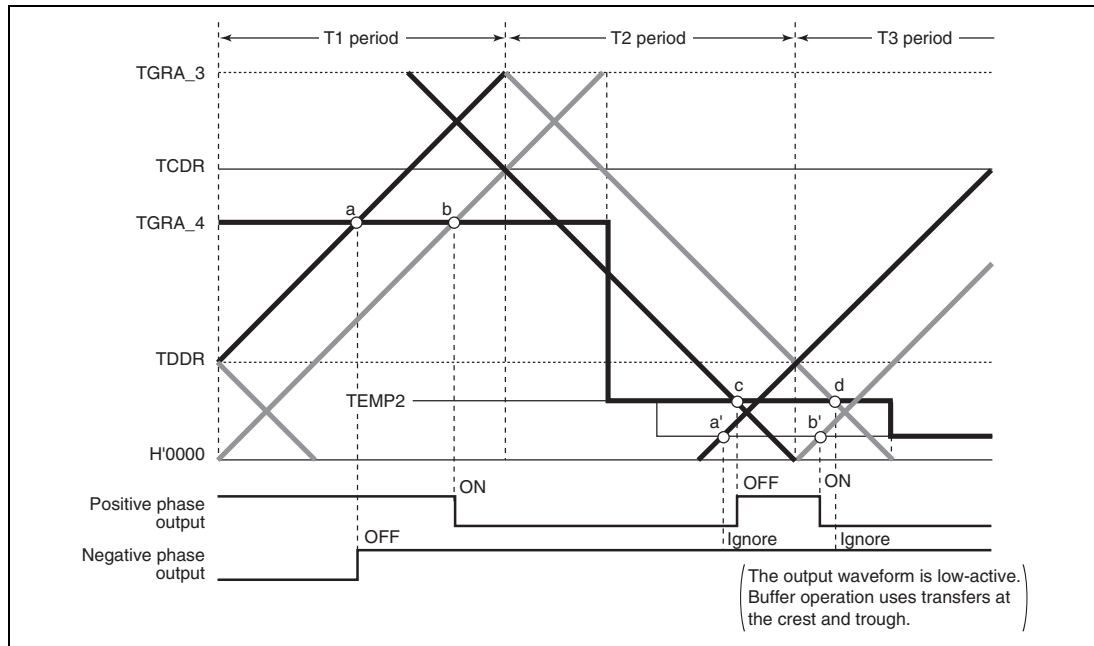 T1 period T2 period T3 period
TGRA_3
TCDR
TGRA_4
a b
TDDR
TEMP2
c d
a' b'
H'0000
Positive phase
output
ON OFF ON
Negative phase
output
OFF Ignore Ignore
(The output waveform is low-active.
Buffer operation uses transfers at
the crest and trough.)